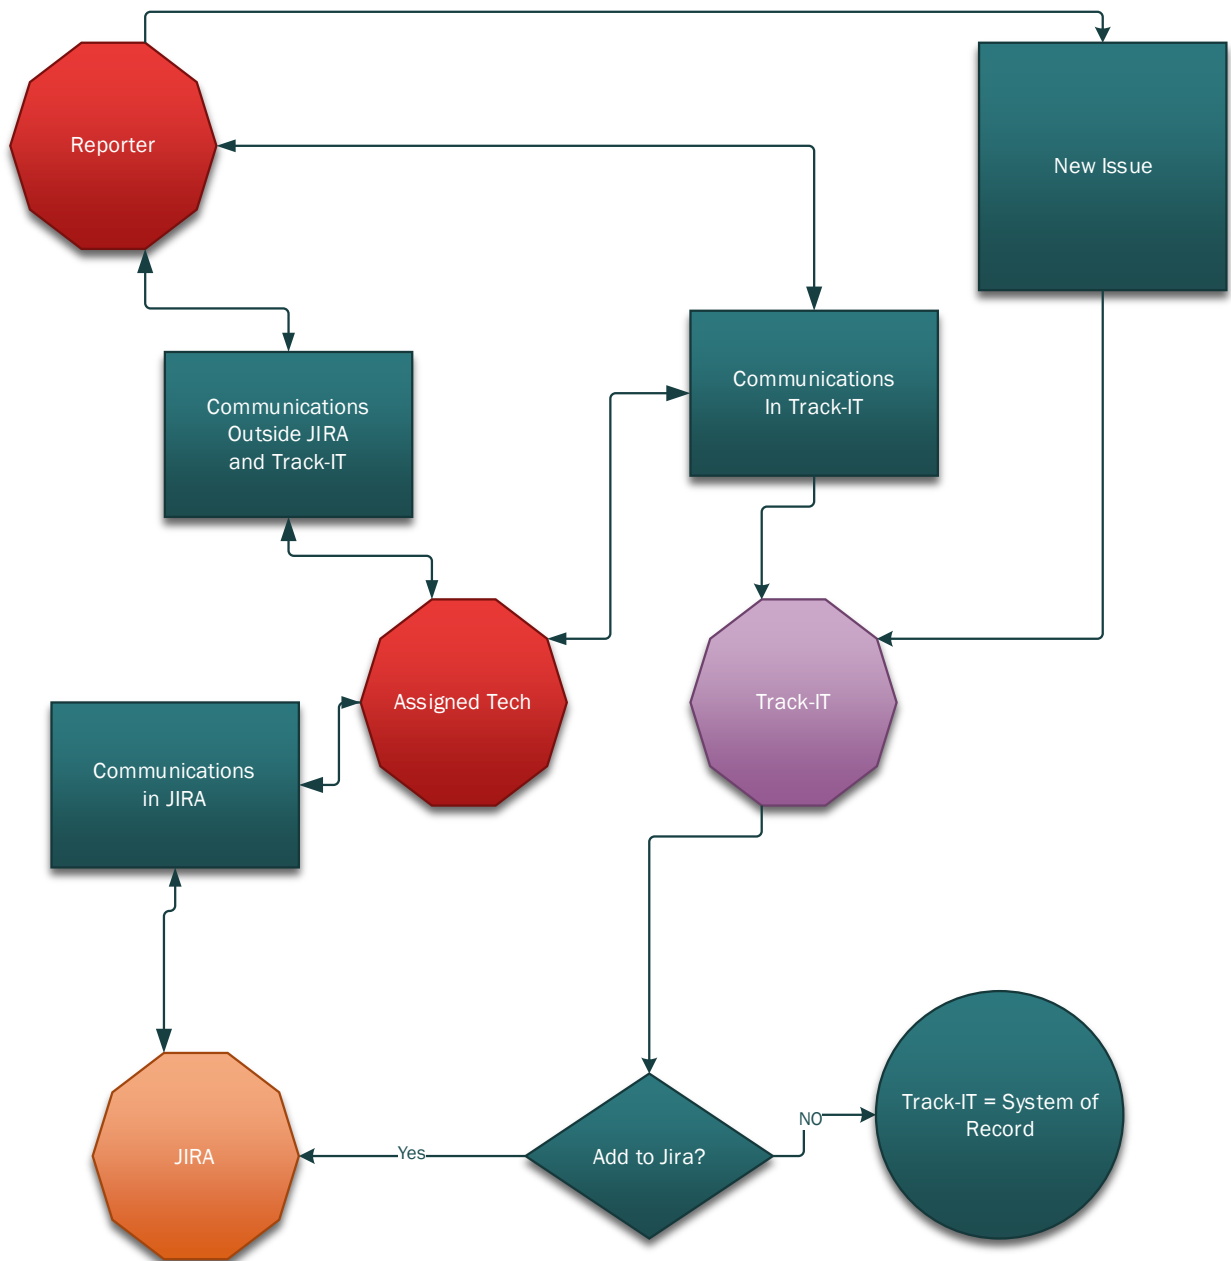 Reporter
New Issue
Communications
In Track-IT
Communications
Outside JIRA
and Track-IT
Assigned Tech
Track-IT
Communications
in JIRA
Track-IT = System of
Record
NO
Yes
Add to Jira?
JIRA